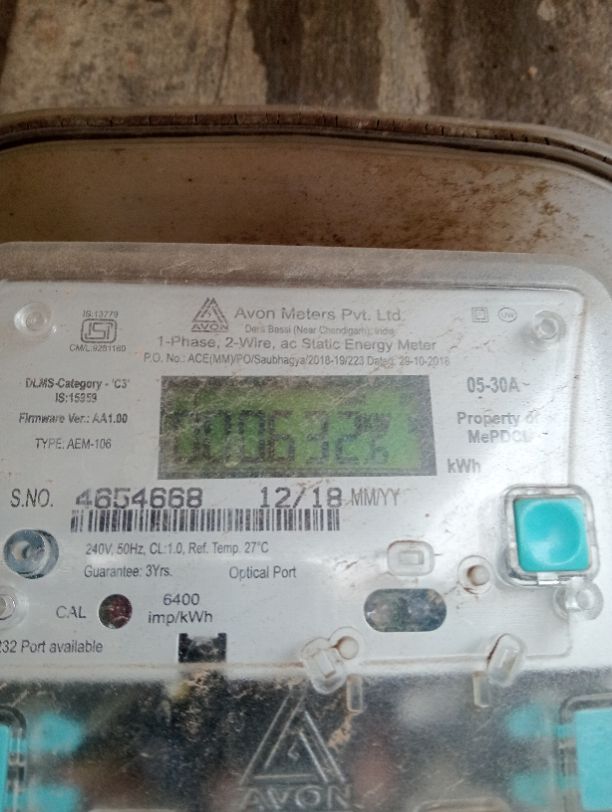 IS:13779
ISI
CM/L:9251160
AVON
Avon Meters Pvt. Ltd.
Dera Bassi (Near Chandigarh), India
1-Phase, 2-Wire, ac Static Energy Meter
P.O. No.: ACE(MM)/PO/Saubhagya/2018-19/223 Dated: 29-10-2018
DLMS-Category - 'C3'
IS:15959
Firmware Ver.: AA1.00
TYPE: AEM-106
05-30A~
Property of
MePDCL
kWh
S.NO. 4654668 12/18 MM/YY
240V, 50Hz, CL:1.0, Ref. Temp. 27°C
Guarantee: 3Yrs. Optical Port
CAL 6400
imp/kWh
232 Port available
AVON